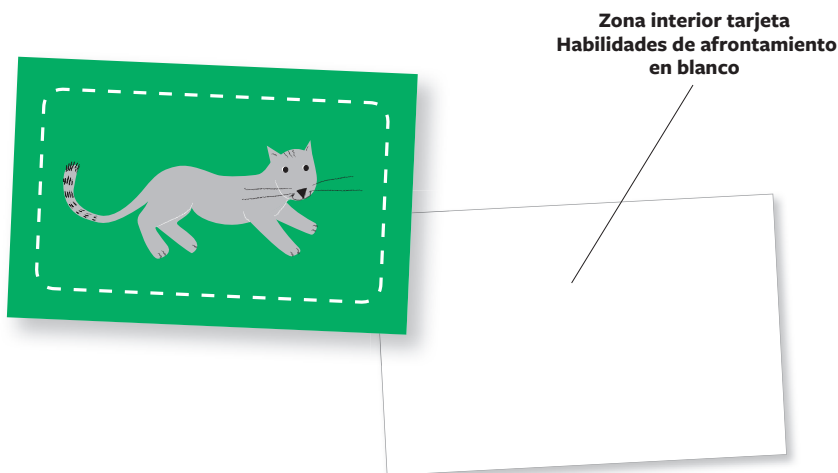 Zona interior tarjeta
Habilidades de afrontamiento
en blanco